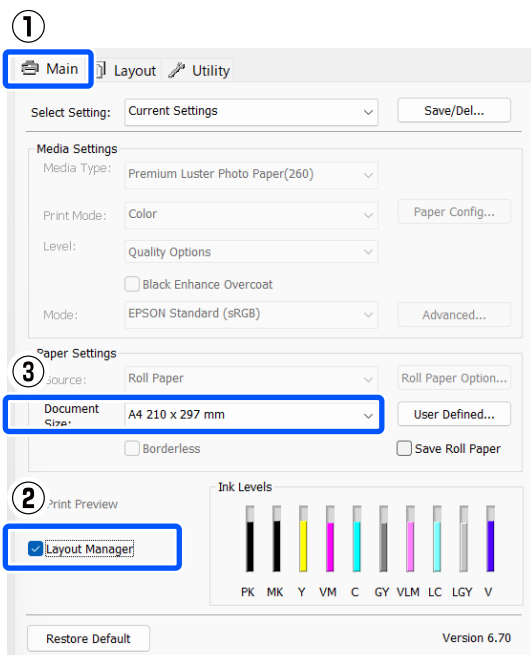 ①
Main Layout Utility
Select Setting: Current Settings Save/Del...
Media Settings
Media Type: Premium Luster Photo Paper(260)
Print Mode: Color Paper Config...
Level: Quality Options
Black Enhance Overcoat
Mode: EPSON Standard (sRGB) Advanced...
Paper Settings
③
Source: Roll Paper Roll Paper Option...
Document
Size: A4 210 x 297 mm User Defined...
Borderless Save Roll Paper
②
Print Preview
Layout Manager
Ink Levels
PK MK Y VM C GY VLM LC LGY V
Restore Default Version 6.70